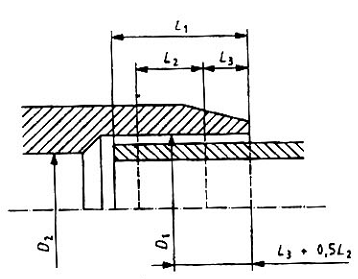 L₁
L₂ L₃
D₂ D₁
L₃ + 0,5L₂